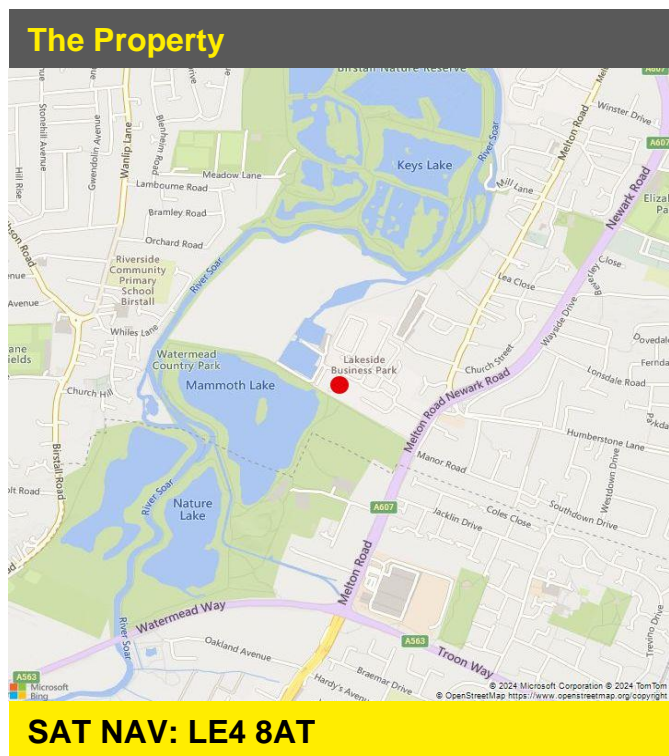 The Property
Birstall Nature Reserve
A607
Melton
Winster Drive
Stonehill Avenue
Gwendolin Avenue
Wanlip Lane
Blenheim Road
Keys Lake
River Soar
Melton Road
A607
Newark Road
Hill Rise
Meadow Lane
Lambourne Road
Mill Lane
Bramley Road
Orchard Road
River Soar
Riverside
Community
Primary
School
Birstall
Lea Close
Wayside Drive
Whiles Lane
Watermead
Country Park
Lakeside
Business Park
Church Street
Lonsdale Road
Mammoth Lake
Church Hill
Melton Road
Newark Road
Humberstone Lane
Birstall Road
Manor Road
Westdown Drive
River Soar
Nature
Lake
A607
Jacklin Drive
Coles Close
Southdown Drive
Melton Road
Watermead Way
River Soar
Oakland Avenue
A563
Troon Way
Trevino Drive
A563
Microsoft
Bing
Hardy's Avenue
Braemar Drive
© 2024 Microsoft Corporation © 2024 TomTom
© OpenStreetMap https://www.openstreetmap.org/copyright
SAT NAV: LE4 8AT